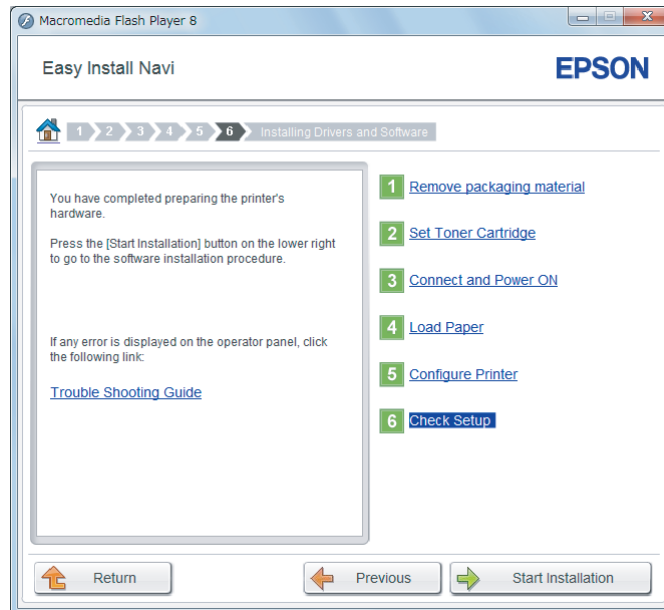 Macromedia Flash Player 8
Easy Install Navi
EPSON
1 2 3 4 5 6 Installing Drivers and Software
You have completed preparing the printer's
hardware.
Press the [Start Installation] button on the lower right
to go to the software installation procedure.
If any error is displayed on the operator panel, click
the following link:
Trouble Shooting Guide
1 Remove packaging material
2 Set Toner Cartridge
3 Connect and Power ON
4 Load Paper
5 Configure Printer
6 Check Setup
Return
Previous
Start Installation